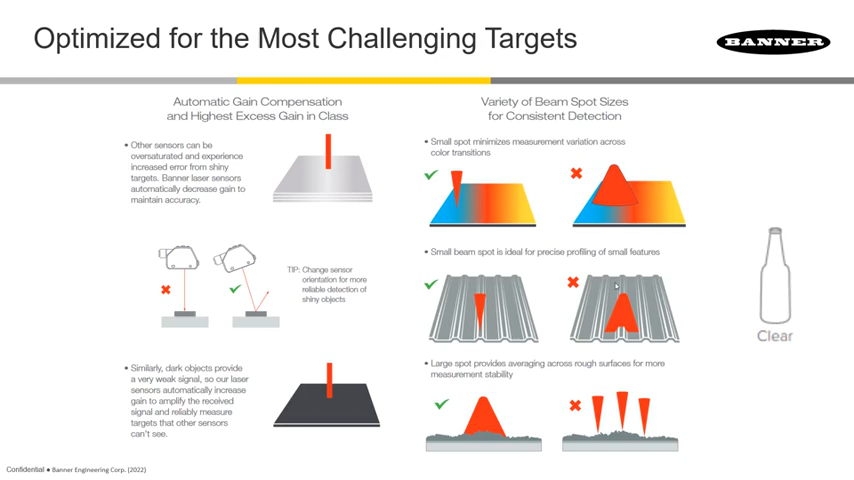 Optimized for the Most Challenging Targets
BANNER
Automatic Gain Compensation
and Highest Excess Gain in Class
• Other sensors can be
oversaturated and experience
increased error from shiny
targets. Banner laser sensors
automatically decrease gain to
maintain accuracy.
TIP: Change sensor
orientation for more
reliable detection of
shiny objects
• Similarly, dark objects provide
a very weak signal, so our laser
sensors automatically increase
gain to amplify the received
signal and reliably measure
targets that other sensors
can't see.
Variety of Beam Spot Sizes
for Consistent Detection
• Small spot minimizes measurement variation across
color transitions
• Small beam spot is ideal for precise profiling of small features
• Large spot provides averaging across rough surfaces for more
measurement stability
Clear
Confidential ● Banner Engineering Corp. (2022)